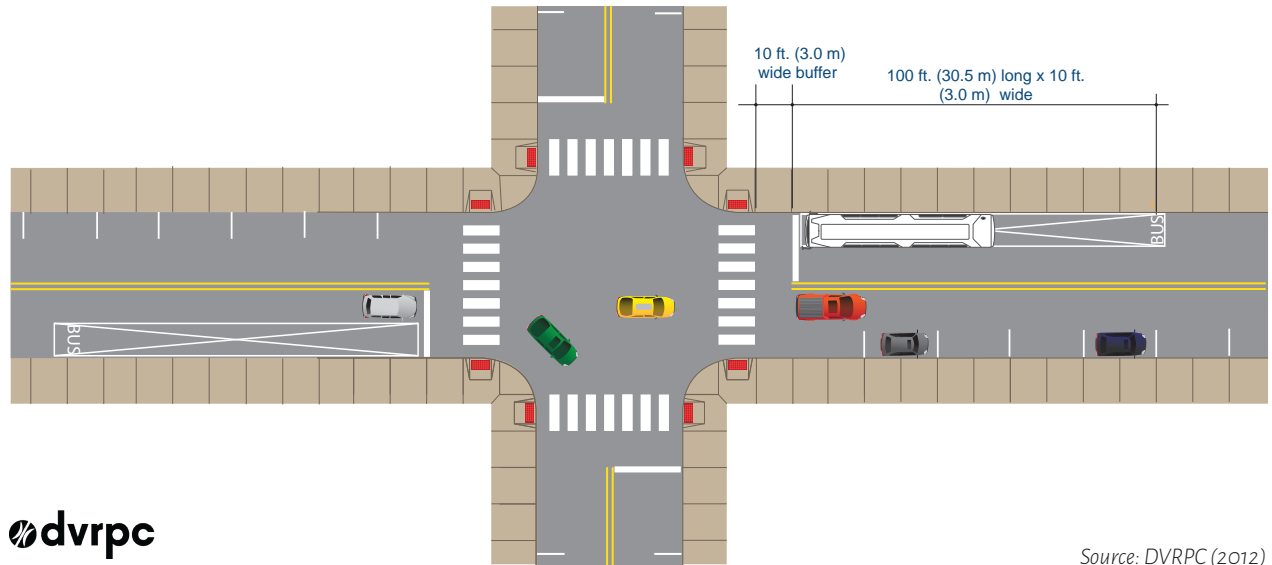 10 ft. (3.0 m)
wide buffer
100 ft. (30.5 m) long x 10 ft.
(3.0 m) wide
BUS
BUS
dvrpc
Source: DVRPC (2012)